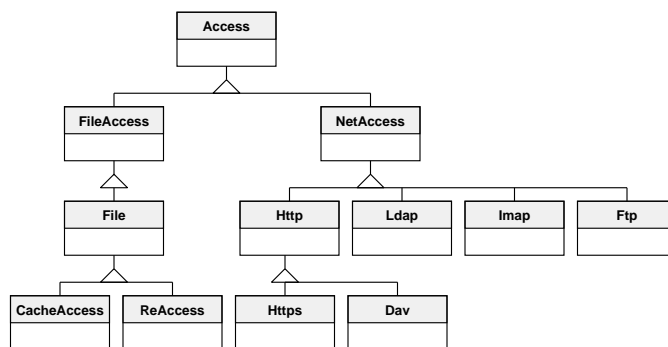 Access
FileAccess
NetAccess
File
Http
Ldap
Imap
Ftp
CacheAccess
ReAccess
Https
Dav